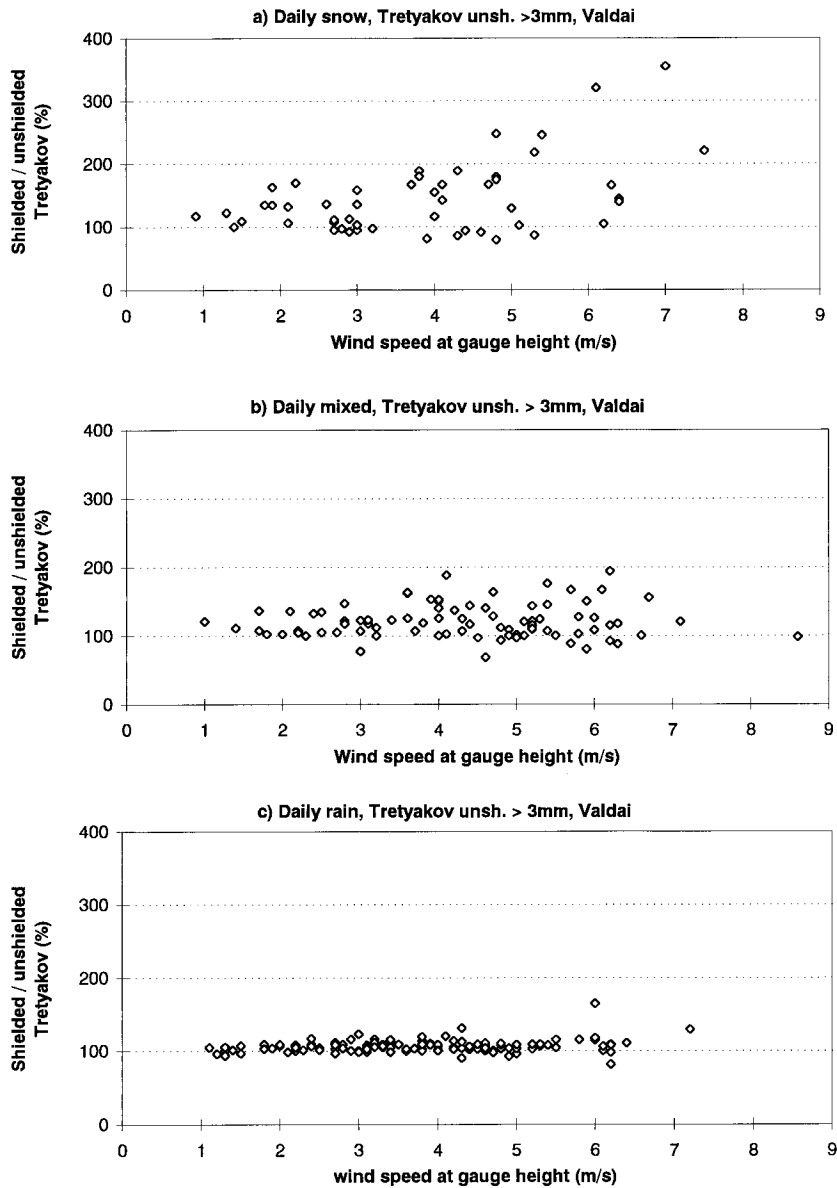 a) Daily snow, Tretyakov unsh. >3mm, Valdai
Shielded / unshielded
Tretyakov (%)
400
300
200
100
0
0 1 2 3 4 5 6 7 8 9
Wind speed at gauge height (m/s)
b) Daily mixed, Tretyakov unsh. > 3mm, Valdai
Shielded / unshielded
Tretyakov (%)
400
300
200
100
0
0 1 2 3 4 5 6 7 8 9
Wind speed at gauge height (m/s)
c) Daily rain, Tretyakov unsh. > 3mm, Valdai
Shielded / unshielded
Tretyakov (%)
400
300
200
100
0
0 1 2 3 4 5 6 7 8 9
wind speed at gauge height (m/s)